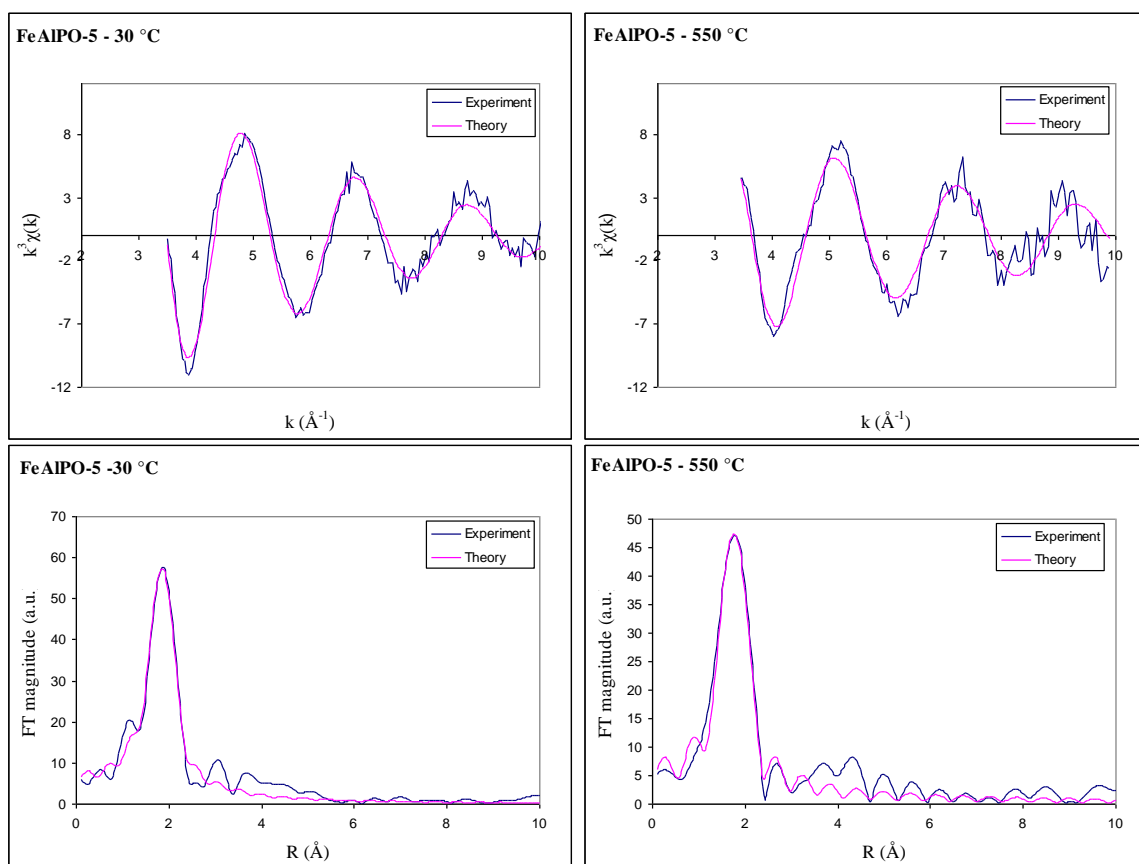 FeAlPO-5 - 30 °C
Experiment
Theory
k³χ(k)
8
3
-2
-7
-12
2 3 4 5 6 7 8 9 10
k (Å⁻¹)
FeAlPO-5 - 550 °C
Experiment
Theory
k³χ(k)
8
3
-2
-7
-12
2 3 4 5 6 7 8 9 10
k (Å⁻¹)
FeAlPO-5 -30 °C
Experiment
Theory
FT magnitude (a.u.
70
60
50
40
30
20
10
0
0 2 4 6 8 10
R (Å)
FeAlPO-5 - 550 °C
Experiment
Theory
FT magnitude (a.u.
50
45
40
35
30
25
20
15
10
5
0
0 2 4 6 8 10
R (Å)